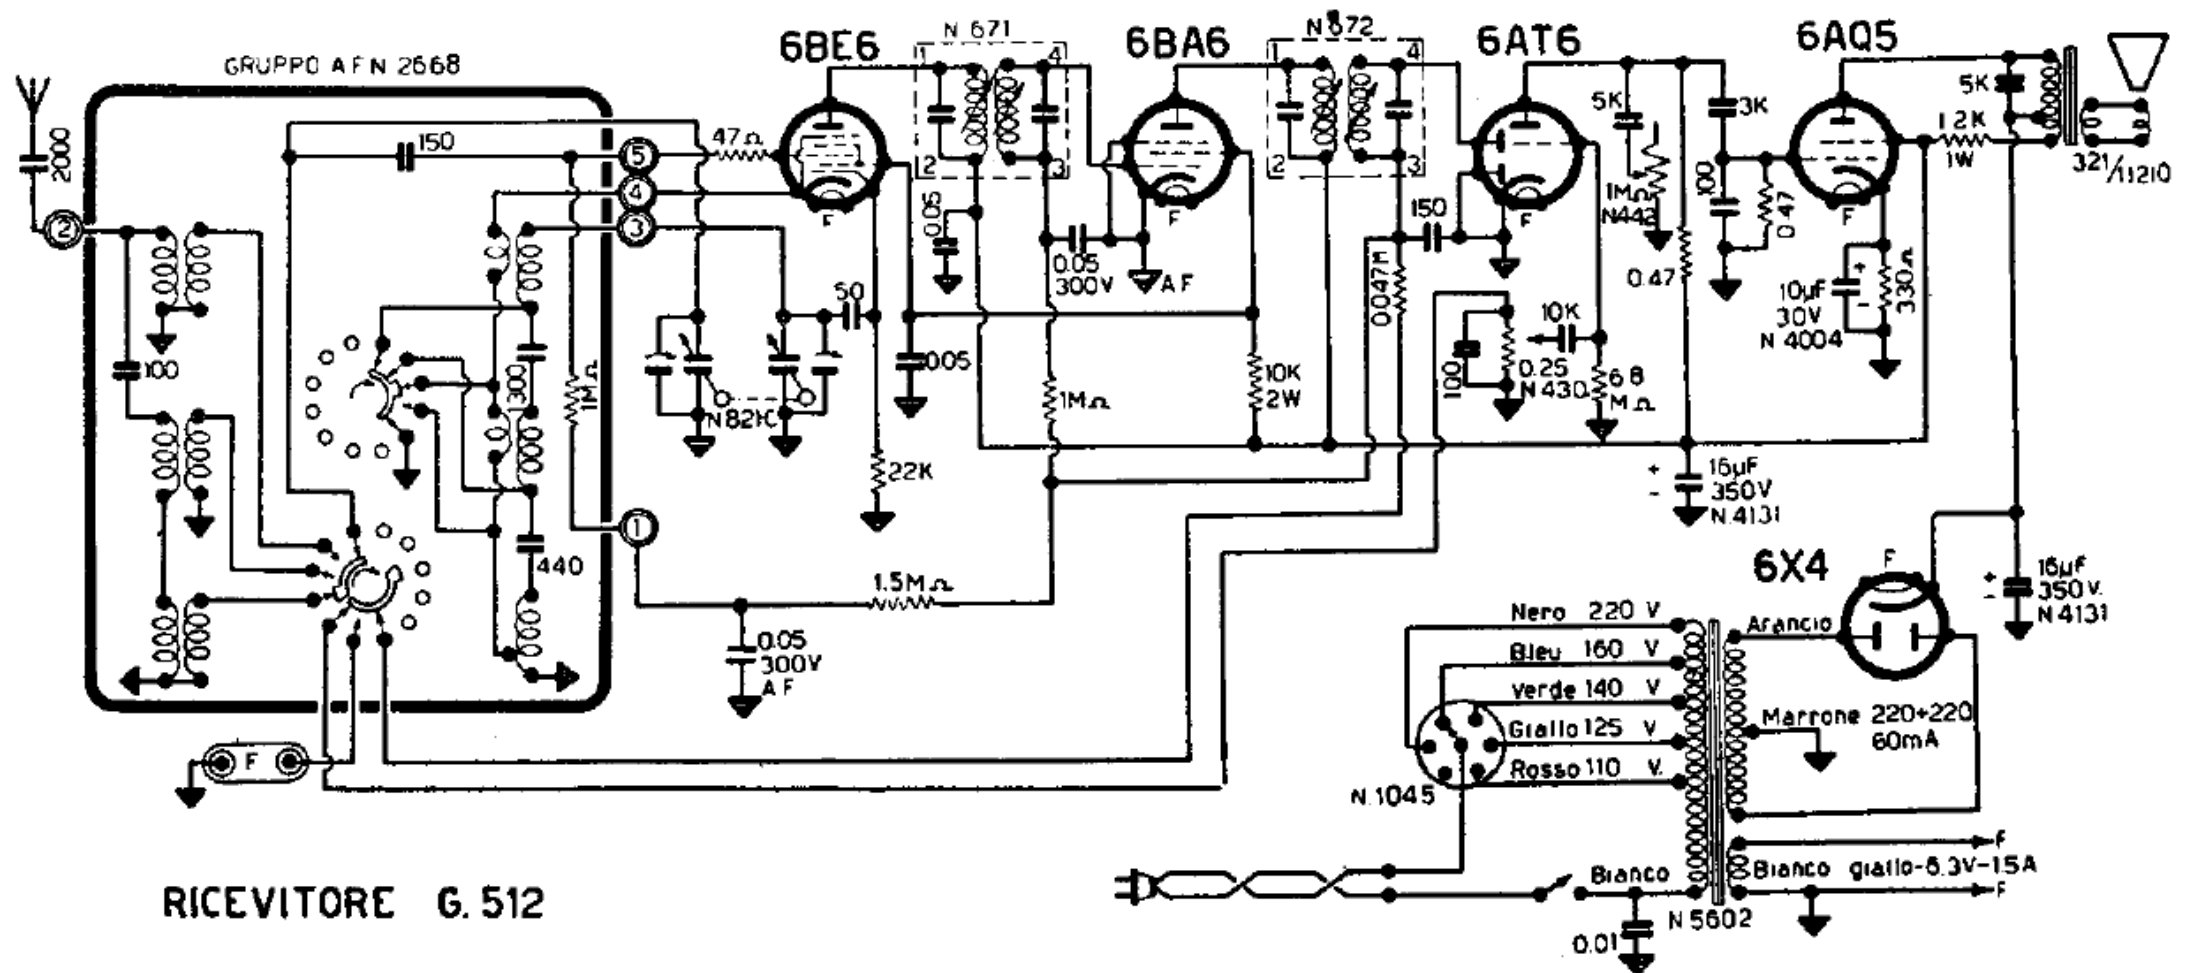 N 671
N 672
6BE6
6BA6
6AT6
6AQ5
GRUPPO A F N 2668
1
4
1
4
5K
5K
3K
1.2K
1W
2000
150
5
47Ω
2
3
2
3
321/11210
4
F
F
F
F
100
1MΩ
N442
0.47
150
2
3
0.05
0.05
300V
AF
0.047M
0.47
50
10K
10µF
30V
N 4004
330Ω
100
1300
1MΩ
0.05
1MΩ
10K
2W
100
0.25
N 430
6.8
MΩ
N 821C
22K
16µF
350V
N.4131
1
440
6X4
F
16µF
350V.
N 4131
1.5MΩ
0.05
300V
AF
Nero 220 V
Arancio
Bleu 160 V
Verde 140 V
Marrone 220+220
60mA
Giallo 125 V
F
Rosso 110 V.
N.1045
F
Bianco
Bianco giallo-6.3V-1.5A
F
RICEVITORE G. 512
N 5602
0.01